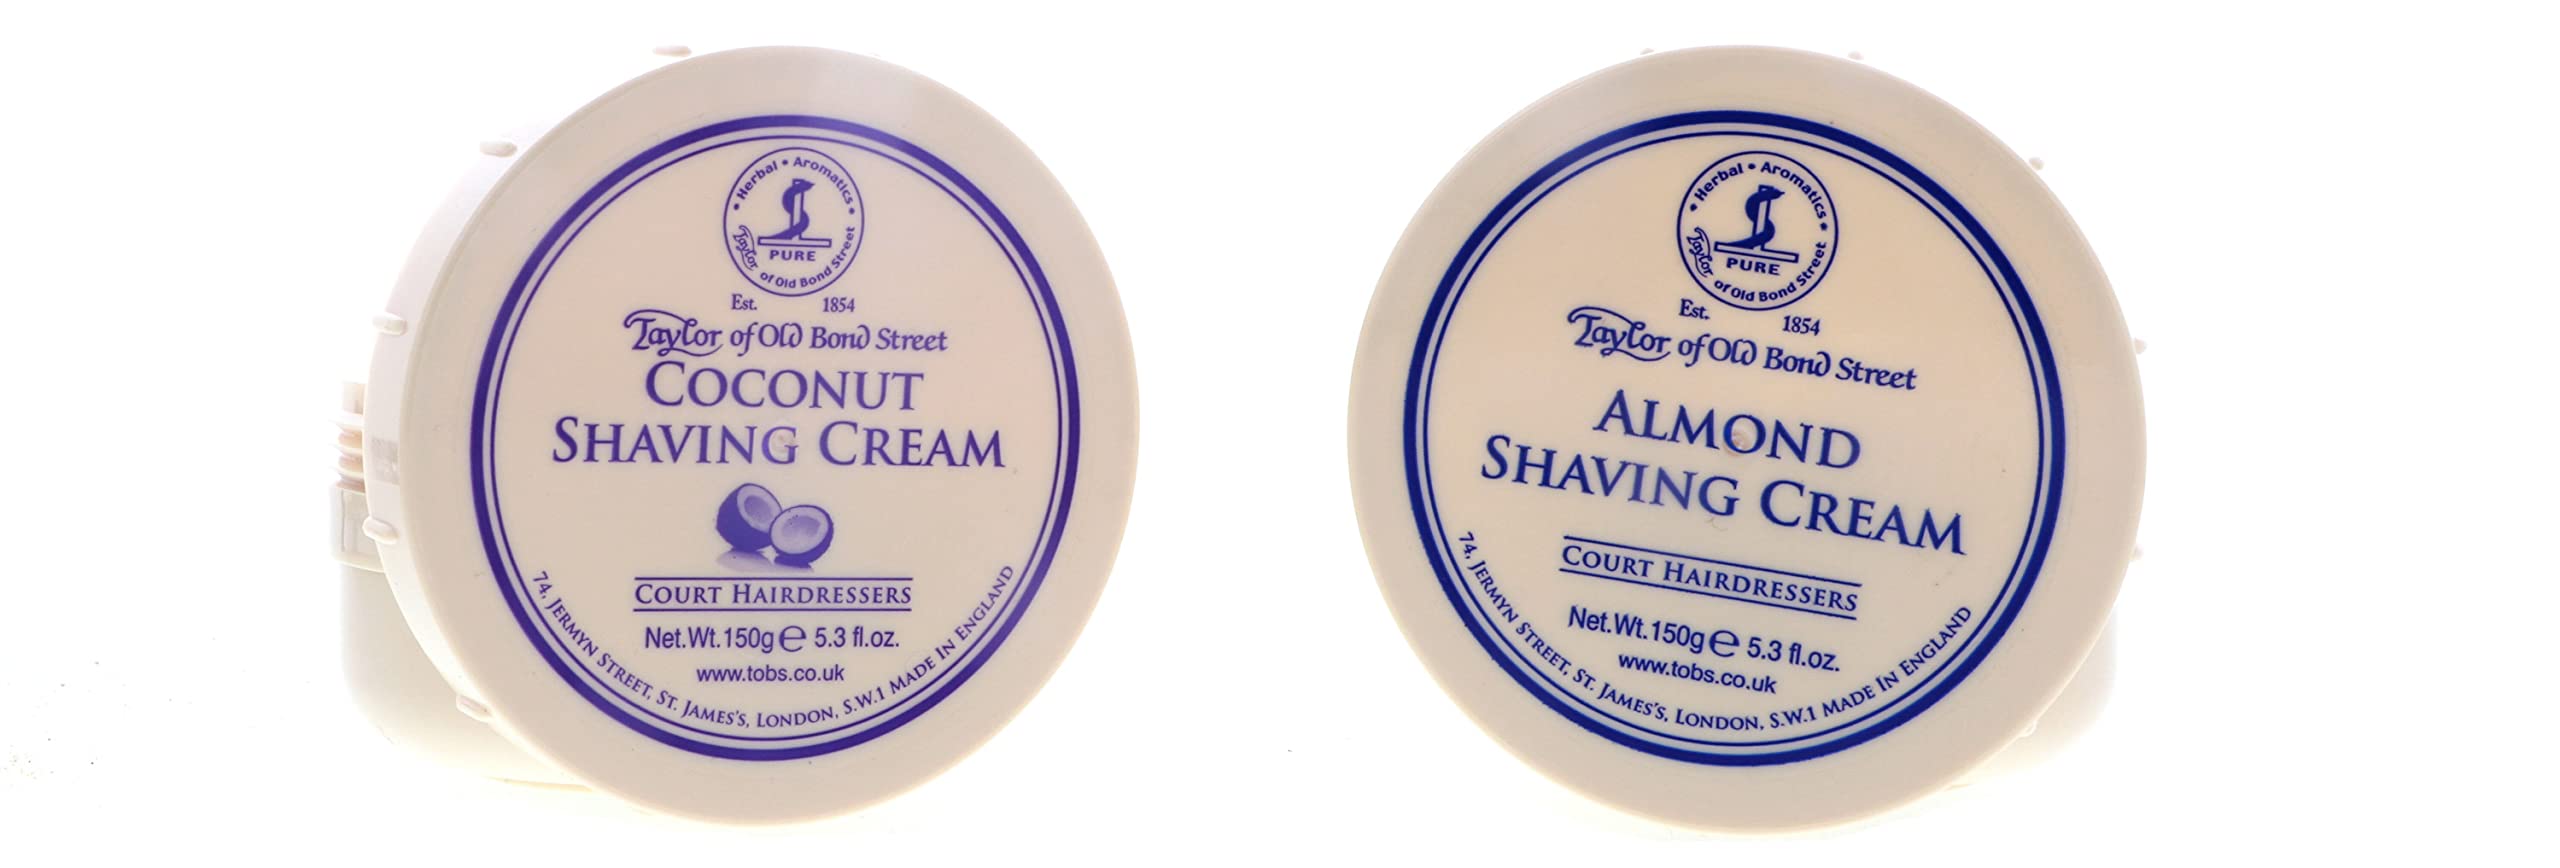 • Herbal • Aromatics •
PURE
Taylor of Old Bond Street
Est. 1854
Taylor of Old Bond Street
COCONUT
SHAVING CREAM
COURT HAIRDRESSERS
Net.Wt.150g ℮ 5.3 fl.oz.
www.tobs.co.uk
74, JERMYN STREET, ST. JAMES'S, LONDON, S.W.1 MADE IN ENGLAND
• Herbal • Aromatics •
PURE
Taylor of Old Bond Street
Est. 1854
Taylor of Old Bond Street
ALMOND
SHAVING CREAM
COURT HAIRDRESSERS
Net.Wt.150g ℮ 5.3 fl.oz.
www.tobs.co.uk
74, JERMYN STREET, ST. JAMES'S, LONDON, S.W.1 MADE IN ENGLAND